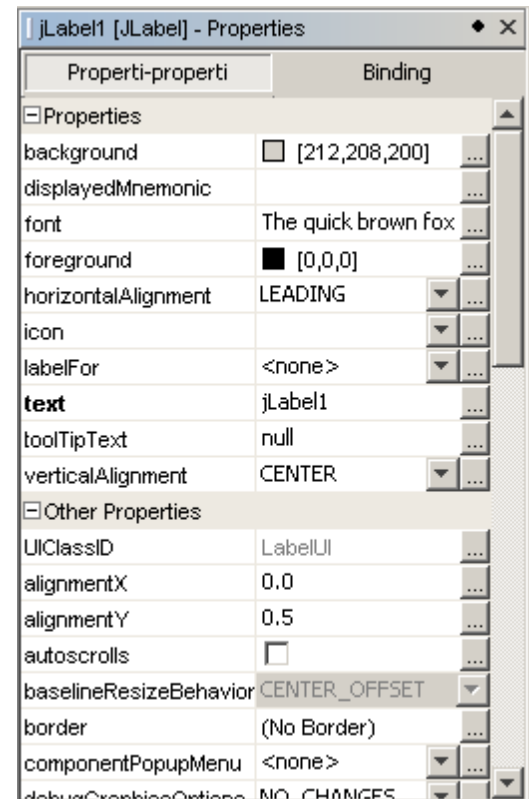 jLabel1 [JLabel] - Properties
Properti-properti Binding
Properties
background [212,208,200] ...
displayedMnemonic ...
font The quick brown fox ...
foreground [0,0,0] ...
horizontalAlignment LEADING ...
icon ...
labelFor <none> ...
text jLabel1 ...
toolTipText null ...
verticalAlignment CENTER ...
Other Properties
UIClassID LabelUI ...
alignmentX 0.0 ...
alignmentY 0.5 ...
autoscrolls ...
baselineResizeBehavior CENTER_OFFSET
border (No Border) ...
componentPopupMenu <none> ...
debugGraphicsOptions NO_CHANGES ...